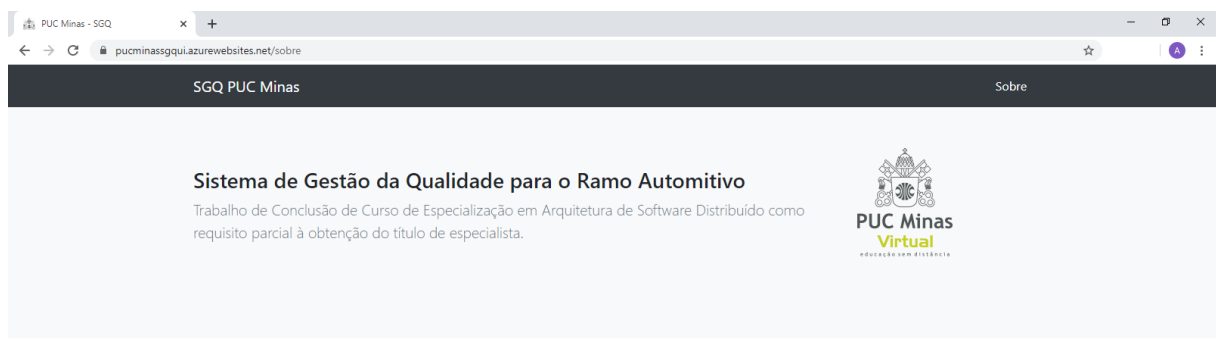 PUC Minas - SGQ
pucminassgqui.azurewebsites.net/sobre
A
SGQ PUC Minas
Sobre
Sistema de Gestão da Qualidade para o Ramo Automitivo
Trabalho de Conclusão de Curso de Especialização em Arquitetura de Software Distribuído como
requisito parcial à obtenção do título de especialista.
PUC Minas
Virtual
educação sem distância